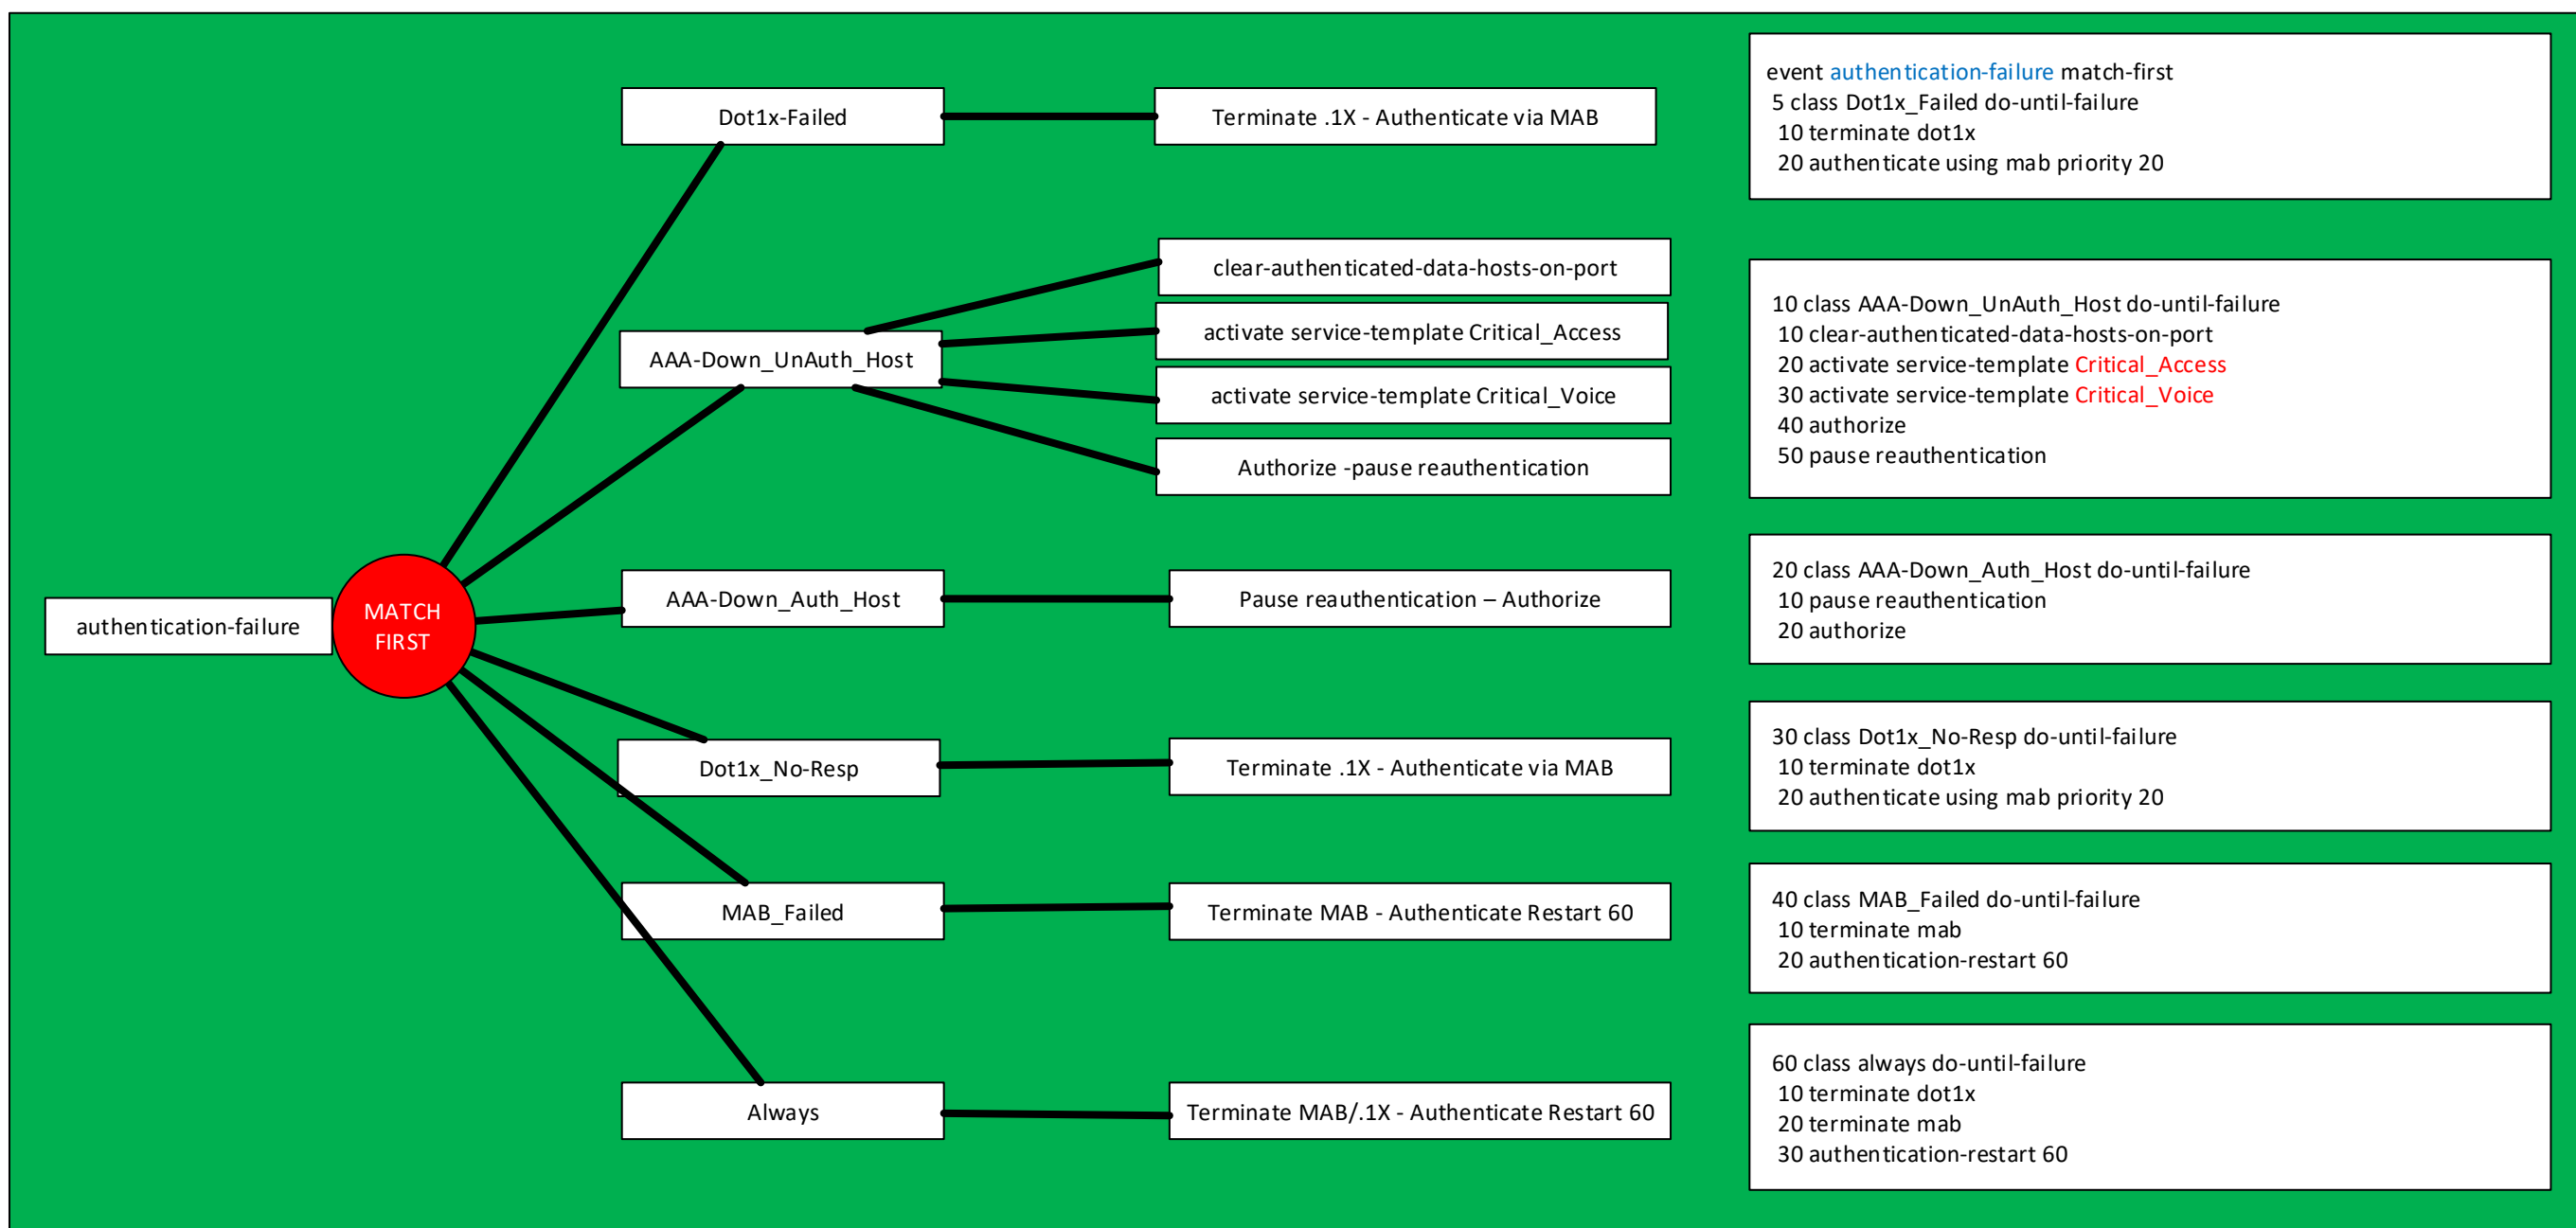 authentication-failure
MATCH
FIRST
Dot1x-Failed
Terminate .1X - Authenticate via MAB
AAA-Down_UnAuth_Host
clear-authenticated-data-hosts-on-port
activate service-template Critical_Access
activate service-template Critical_Voice
Authorize -pause reauthentication
AAA-Down_Auth_Host
Pause reauthentication – Authorize
Dot1x_No-Resp
Terminate .1X - Authenticate via MAB
MAB_Failed
Terminate MAB - Authenticate Restart 60
Always
Terminate MAB/.1X - Authenticate Restart 60
event authentication-failure match-first
5 class Dot1x_Failed do-until-failure
10 terminate dot1x
20 authenticate using mab priority 20
10 class AAA-Down_UnAuth_Host do-until-failure
10 clear-authenticated-data-hosts-on-port
20 activate service-template Critical_Access
30 activate service-template Critical_Voice
40 authorize
50 pause reauthentication
20 class AAA-Down_Auth_Host do-until-failure
10 pause reauthentication
20 authorize
30 class Dot1x_No-Resp do-until-failure
10 terminate dot1x
20 authenticate using mab priority 20
40 class MAB_Failed do-until-failure
10 terminate mab
20 authentication-restart 60
60 class always do-until-failure
10 terminate dot1x
20 terminate mab
30 authentication-restart 60